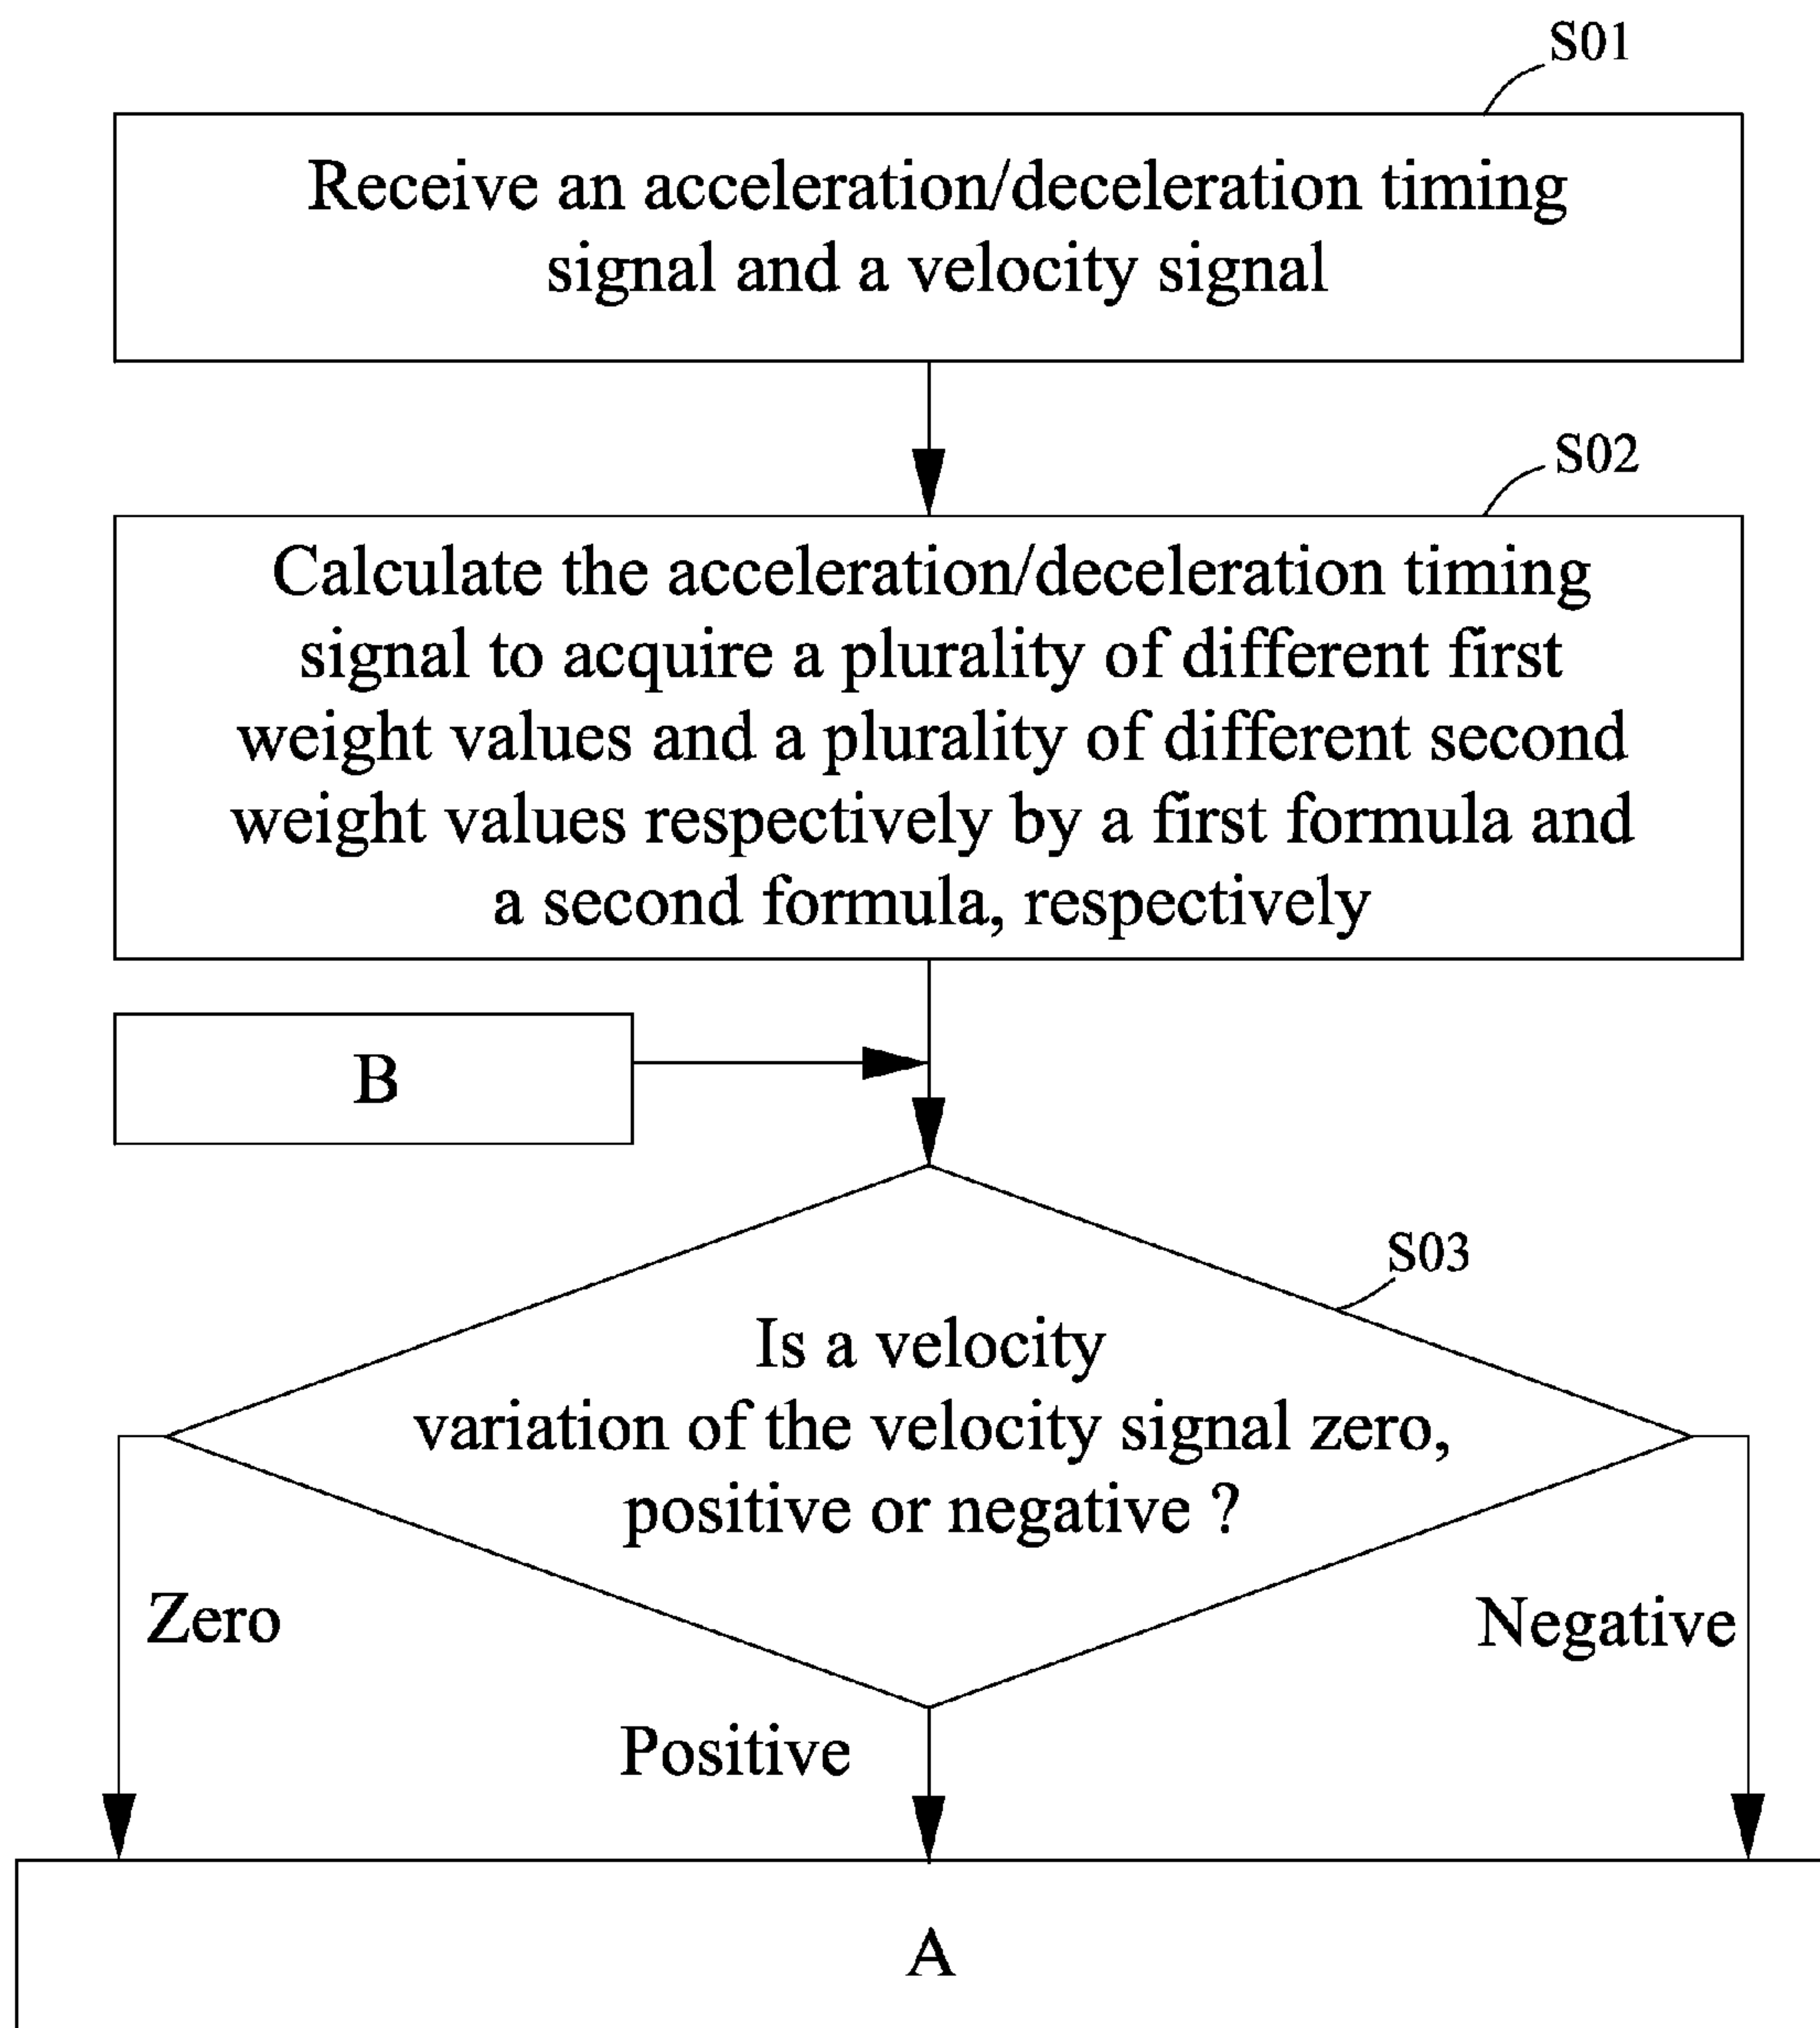 S01
Receive an acceleration/deceleration timing
signal and a velocity signal
S02
Calculate the acceleration/deceleration timing
signal to acquire a plurality of different first
weight values and a plurality of different second
weight values respectively by a first formula and
a second formula, respectively
B
S03
Is a velocity
variation of the velocity signal zero,
positive or negative ?
Zero
Negative
Positive
A